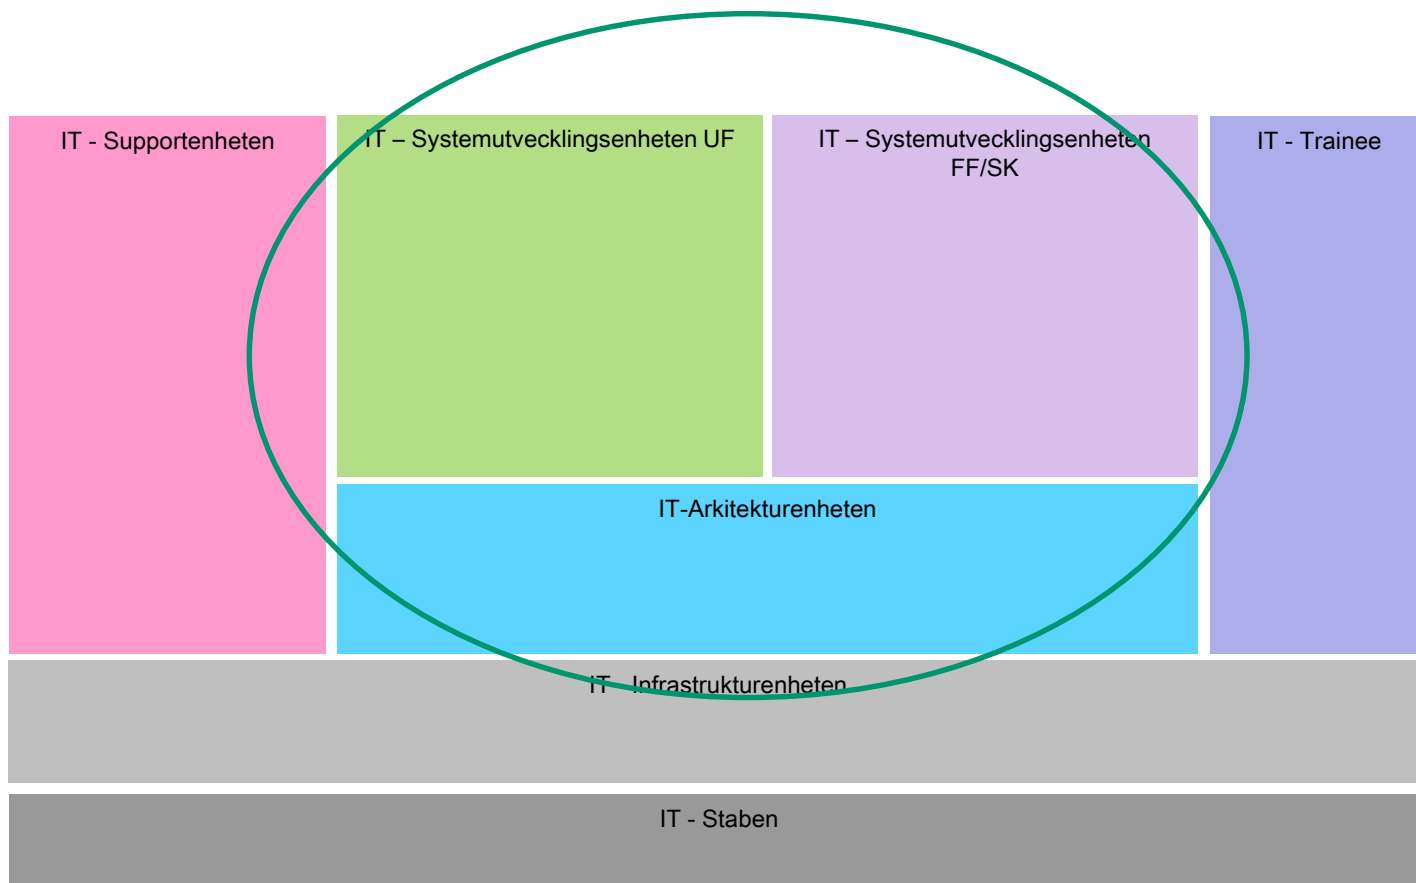 IT - Supportenheten
IT – Systemutvecklingsenheten UF
IT – Systemutvecklingsenheten
FF/SK
IT - Trainee
IT-Arkitekturenheten
IT - Infrastrukturenheten
IT - Staben